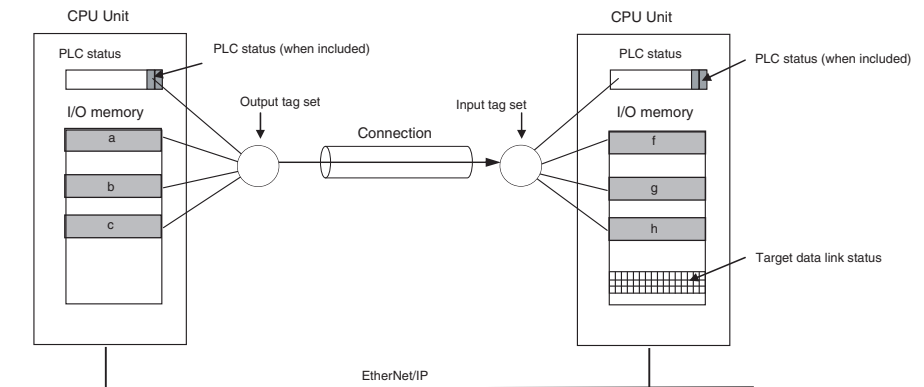 CPU Unit
PLC status
PLC status (when included)
I/O memory
a
b
c
Output tag set
Connection
Input tag set
CPU Unit
PLC status
PLC status (when included)
I/O memory
f
g
h
Target data link status
EtherNet/IP